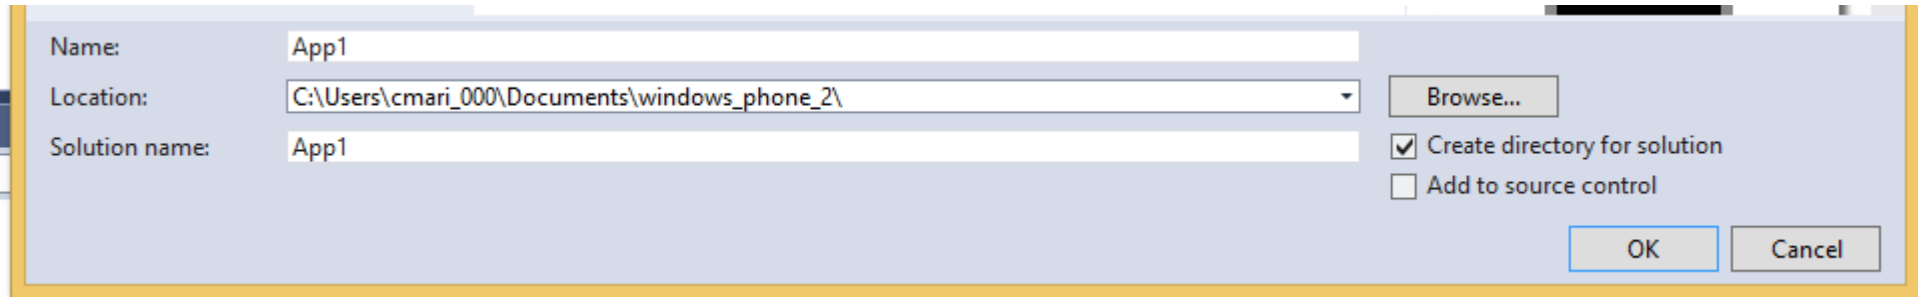 Name: App1
Location: C:\Users\cmari_000\Documents\windows_phone_2\ Browse...
Solution name: App1 Create directory for solution
Add to source control
OK Cancel